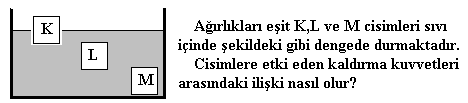 K
L
M
Ağırlıkları eşit K,L ve M cisimleri sıvı
içinde şekildeki gibi dengede durmaktadır.
Cisimlere etki eden kaldırma kuvvetleri
arasındaki ilişki nasıl olur?